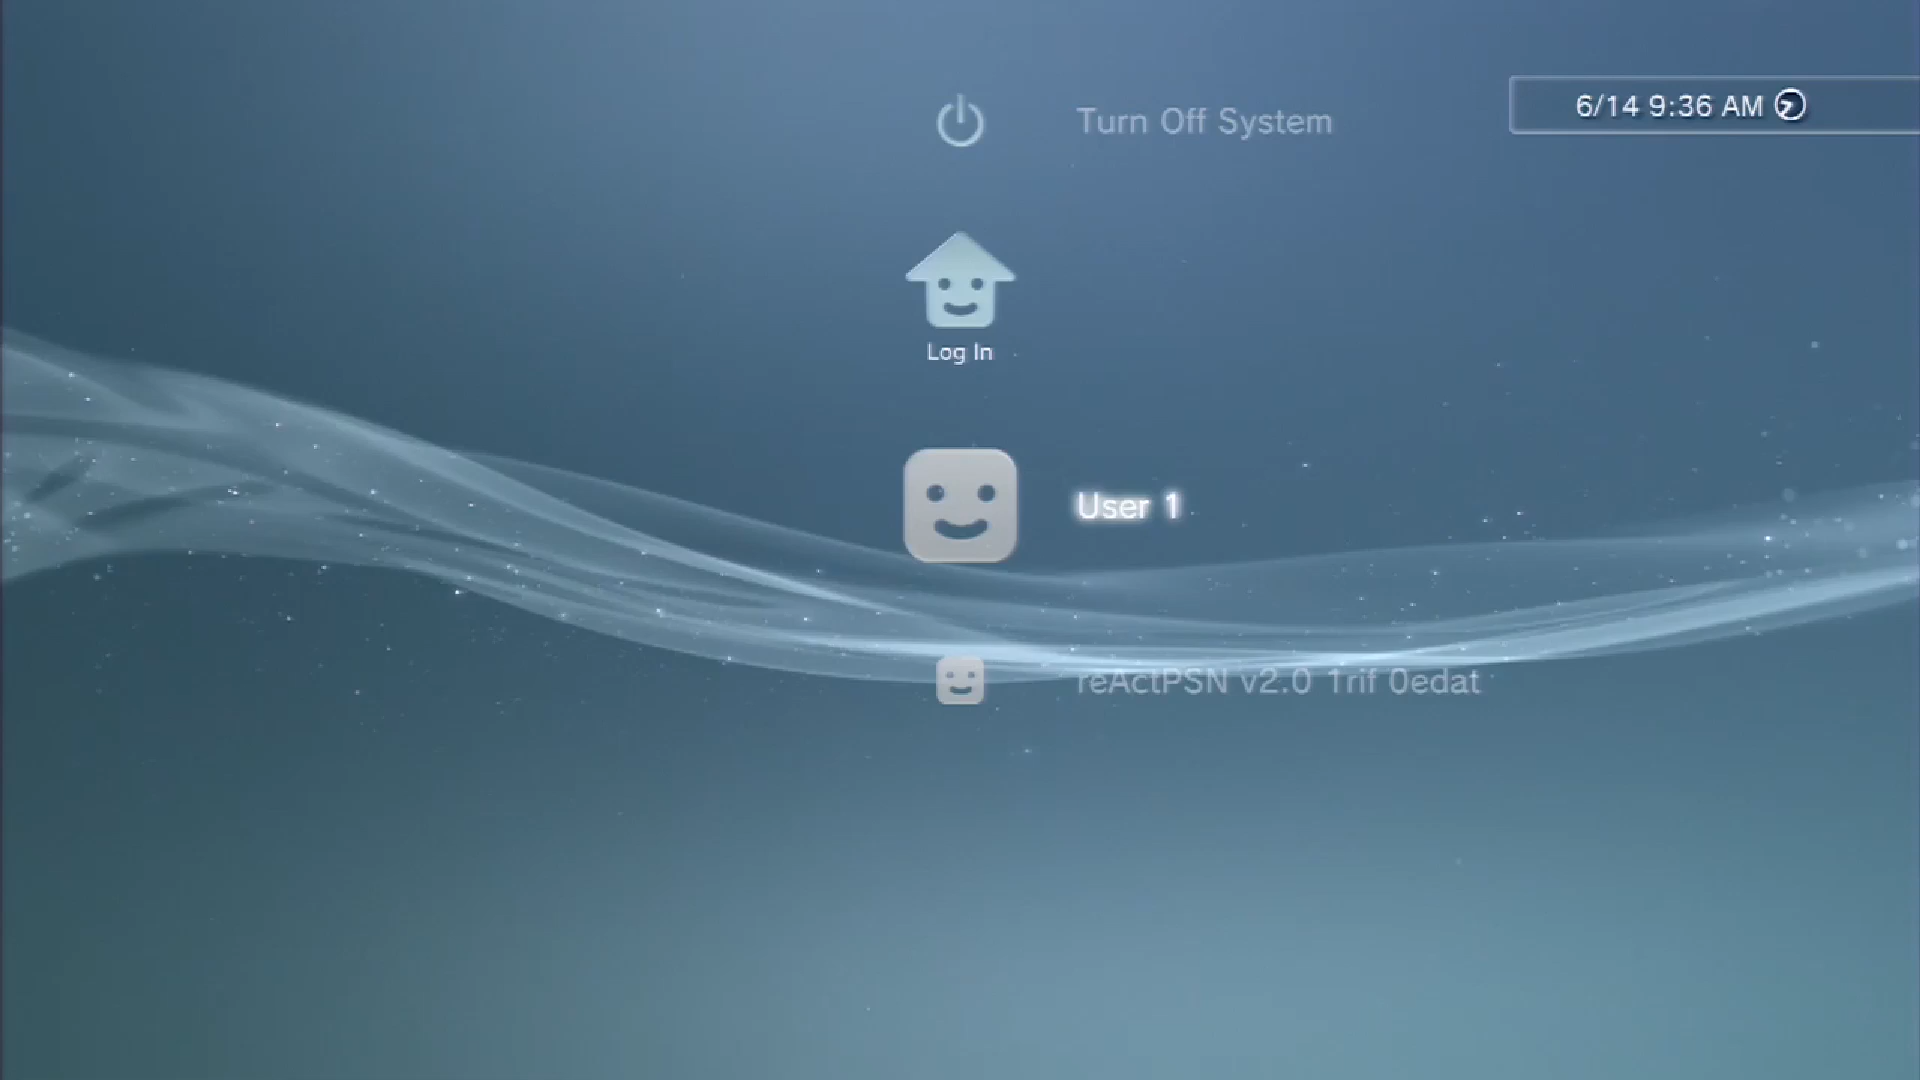 Turn Off System
6/14 9:36 AM
Log In
User 1
reActPSN v2.0 1rif 0edat